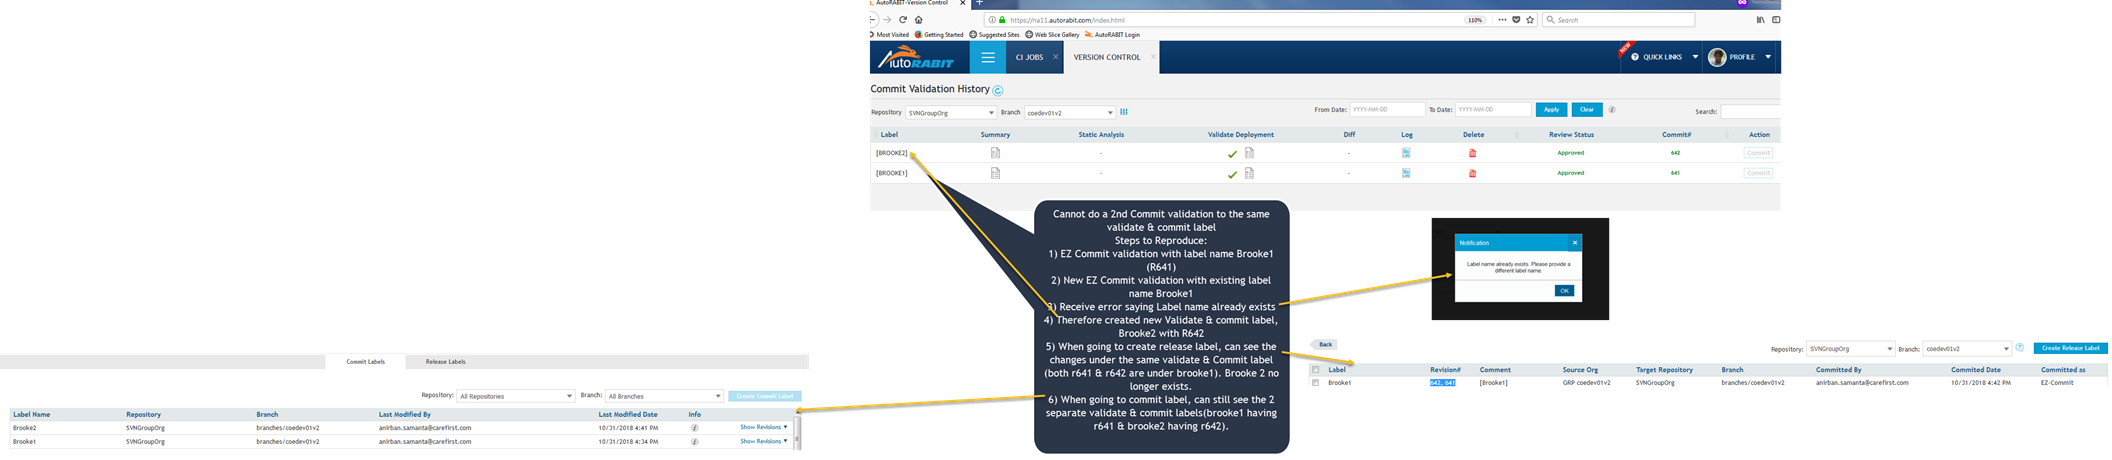 AutoRABIT-Version Control
https://na11.autorabit.com/index.html
110%
Search
Most Visited Getting Started Suggested Sites Web Slice Gallery AutoRABIT Login
AutoRABIT
CI JOBS
VERSION CONTROL
NEW
QUICK LINKS
PROFILE
Commit Validation History
Repository SVNGroupOrg Branch coedev01v2
From Date: YYYY-MM-DD To Date: YYYY-MM-DD Apply Clear Search:
Label Summary Static Analysis Validate Deployment Diff Log Delete Review Status Commit# Action
[BROOKE2] - - Approved 642 Commit
[BROOKE1] - - Approved 641 Commit
Cannot do a 2nd Commit validation to the same
validate & commit label
Steps to Reproduce:
1) EZ Commit validation with label name Brooke1
(R641)
2) New EZ Commit validation with existing label
name Brooke1
3) Receive error saying Label name already exists
4) Therefore created new Validate & commit label,
Brooke2 with R642
5) When going to create release label, can see the
changes under the same validate & Commit label
(both r641 & r642 are under brooke1). Brooke 2 no
longer exists.
6) When going to commit label, can still see the 2
separate validate & commit labels(brooke1 having
r641 & brooke2 having r642).
Notification
Label name already exists. Please provide a
different label name.
OK
Back
Repository: SVNGroupOrg Branch: coedev01v2 Create Release Label
Label Revision# Comment Source Org Target Repository Branch Committed By Commited Date Committed as
Brooke1 642, 641 [Brooke1] GRP coedev01v2 SVNGroupOrg branches/coedev01v2 anirban.samanta@carefirst.com 10/31/2018 4:42 PM EZ-Commit
Commit Labels Release Labels
Repository: All Repositories Branch: All Branches Create Commit Label
Label Name Repository Branch Last Modified By Last Modified Date Info
Brooke2 SVNGroupOrg branches/coedev01v2 anirban.samanta@carefirst.com 10/31/2018 4:41 PM Show Revisions
Brooke1 SVNGroupOrg branches/coedev01v2 anirban.samanta@carefirst.com 10/31/2018 4:34 PM Show Revisions